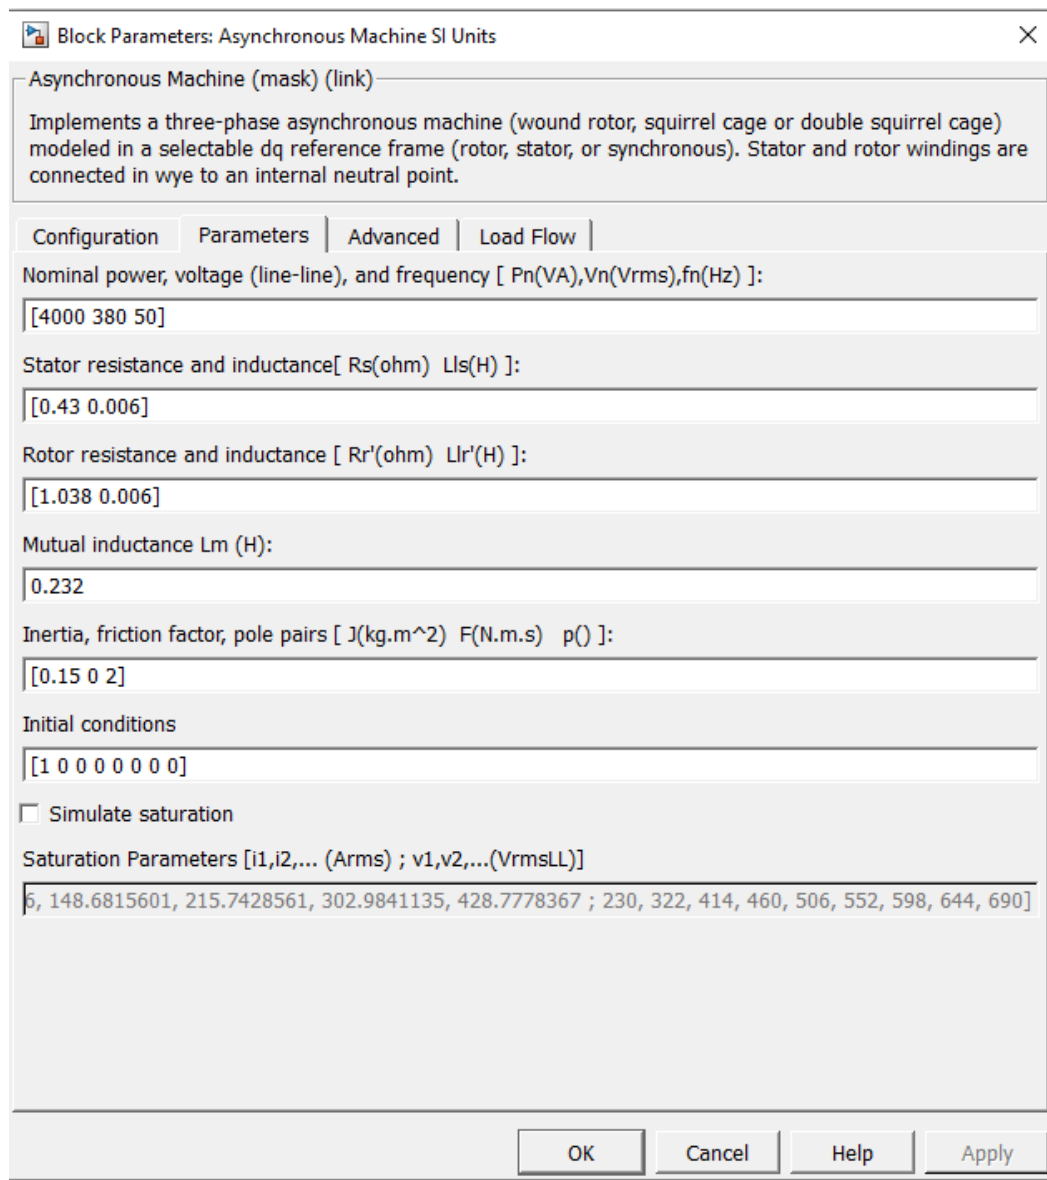 Block Parameters: Asynchronous Machine SI Units
Asynchronous Machine (mask) (link)
Implements a three-phase asynchronous machine (wound rotor, squirrel cage or double squirrel cage)
modeled in a selectable dq reference frame (rotor, stator, or synchronous). Stator and rotor windings are
connected in wye to an internal neutral point.
Configuration Parameters Advanced Load Flow
Nominal power, voltage (line-line), and frequency [ Pn(VA),Vn(Vrms),fn(Hz) ]:
[4000 380 50]
Stator resistance and inductance[ Rs(ohm) Lls(H) ]:
[0.43 0.006]
Rotor resistance and inductance [ Rr'(ohm) Llr'(H) ]:
[1.038 0.006]
Mutual inductance Lm (H):
0.232
Inertia, friction factor, pole pairs [ J(kg.m^2) F(N.m.s) p() ]:
[0.15 0 2]
Initial conditions
[1 0 0 0 0 0 0 0]
Simulate saturation
Saturation Parameters [i1,i2,... (Arms) ; v1,v2,...(VrmsLL)]
6, 148.6815601, 215.7428561, 302.9841135, 428.7778367 ; 230, 322, 414, 460, 506, 552, 598, 644, 690]
OK Cancel Help Apply